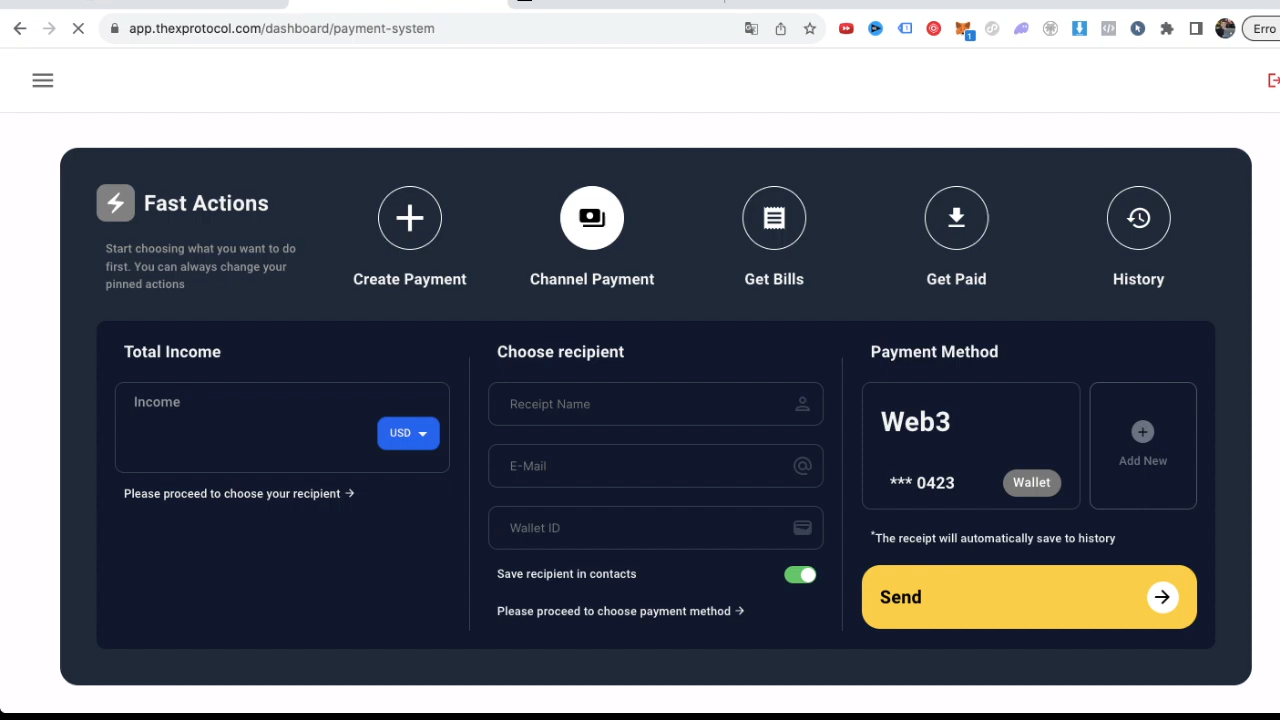 app.thexprotocol.com/dashboard/payment-system
1
Erro
Fast Actions
Start choosing what you want to do
first. You can always change your
pinned actions
Create Payment
Channel Payment
Get Bills
Get Paid
History
Total Income
Income
USD
Please proceed to choose your recipient →
Choose recipient
Receipt Name
E-Mail
Wallet ID
Save recipient in contacts
Please proceed to choose payment method →
Payment Method
Web3
*** 0423
Wallet
Add New
*The receipt will automatically save to history
Send